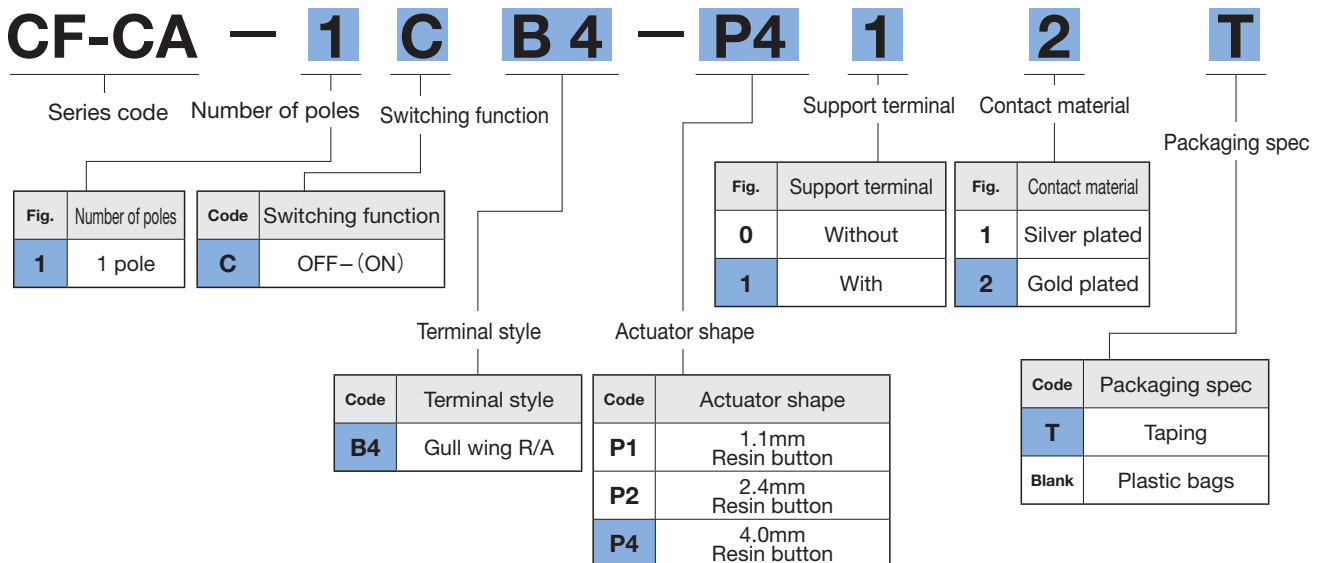 CF-CA — 1 C B 4 — P4 1 2 T
Series code
Number of poles
Switching function
Support terminal
Contact material
Packaging spec
Fig. Number of poles
1 1 pole
Code Switching function
C OFF–(ON)
Fig. Support terminal
0 Without
1 With
Fig. Contact material
1 Silver plated
2 Gold plated
Terminal style
Code Terminal style
B4 Gull wing R/A
Actuator shape
Code Actuator shape
P1 1.1mm
Resin button
P2 2.4mm
Resin button
P4 4.0mm
Resin button
Code Packaging spec
T Taping
Blank Plastic bags